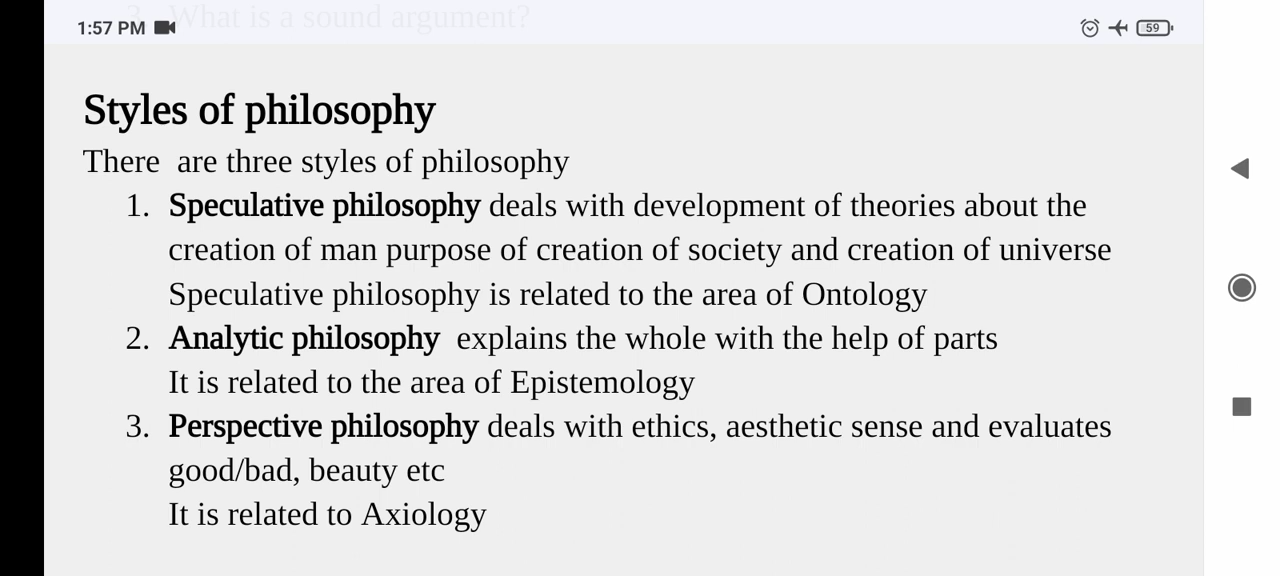 3. What is a sound argument?
1:57 PM
59
Styles of philosophy
There are three styles of philosophy
1. Speculative philosophy deals with development of theories about the
creation of man purpose of creation of society and creation of universe
Speculative philosophy is related to the area of Ontology
2. Analytic philosophy explains the whole with the help of parts
It is related to the area of Epistemology
3. Perspective philosophy deals with ethics, aesthetic sense and evaluates
good/bad, beauty etc
It is related to Axiology